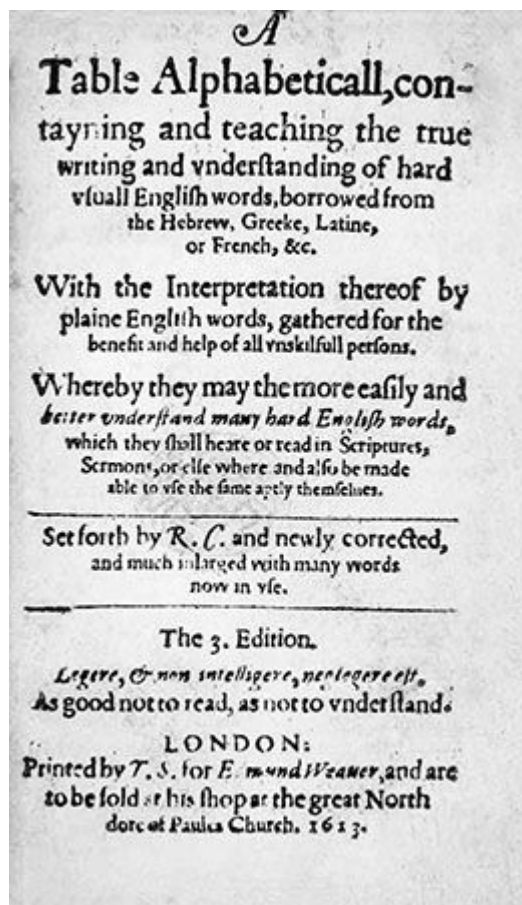 A
Table Alphabeticall, con-
tayning and teaching the true
writing and vnderſtanding of hard
vſuall Engliſh words, borrowed from
the Hebrew, Greeke, Latine,
or French, &c.
With the Interpretation thereof by
plaine Engliſh words, gathered for the
benefit and help of all vnskilfull perſons.
Whereby they may the more eaſily and
better vnderſtand many hard Engliſh words,
which they ſhall heare or read in Scriptures,
Sermons, or elſe where and alſo be made
able to vſe the ſame aptly themſelues.
Set forth by R. C. and newly corrected,
and much inlarged with many words
now in vſe.
The 3. Edition.
Legere, & non intelligere, neglegere eſt.
As good not to read, as not to vnderſtand.
LONDON:
Printed by T. S. for Edmund Weauer, and are
to be ſold at his ſhop at the great North
dore of Paules Church. 1613.